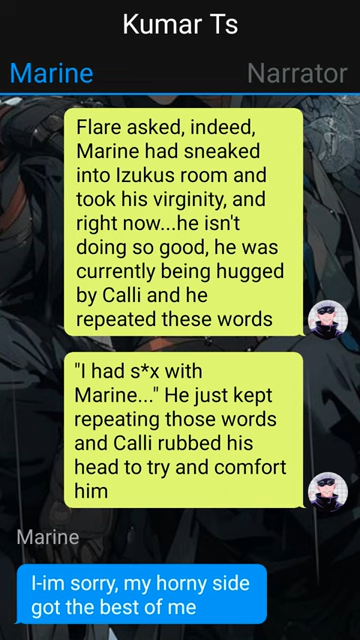 Kumar Ts
Marine
Narrator
Flare asked, indeed,
Marine had sneaked
into Izukus room and
took his virginity, and
right now...he isn't
doing so good, he was
currently being hugged
by Calli and he
repeated these words
"I had s*x with
Marine..." He just kept
repeating those words
and Calli rubbed his
head to try and comfort
him
Marine
I-im sorry, my horny side
got the best of me